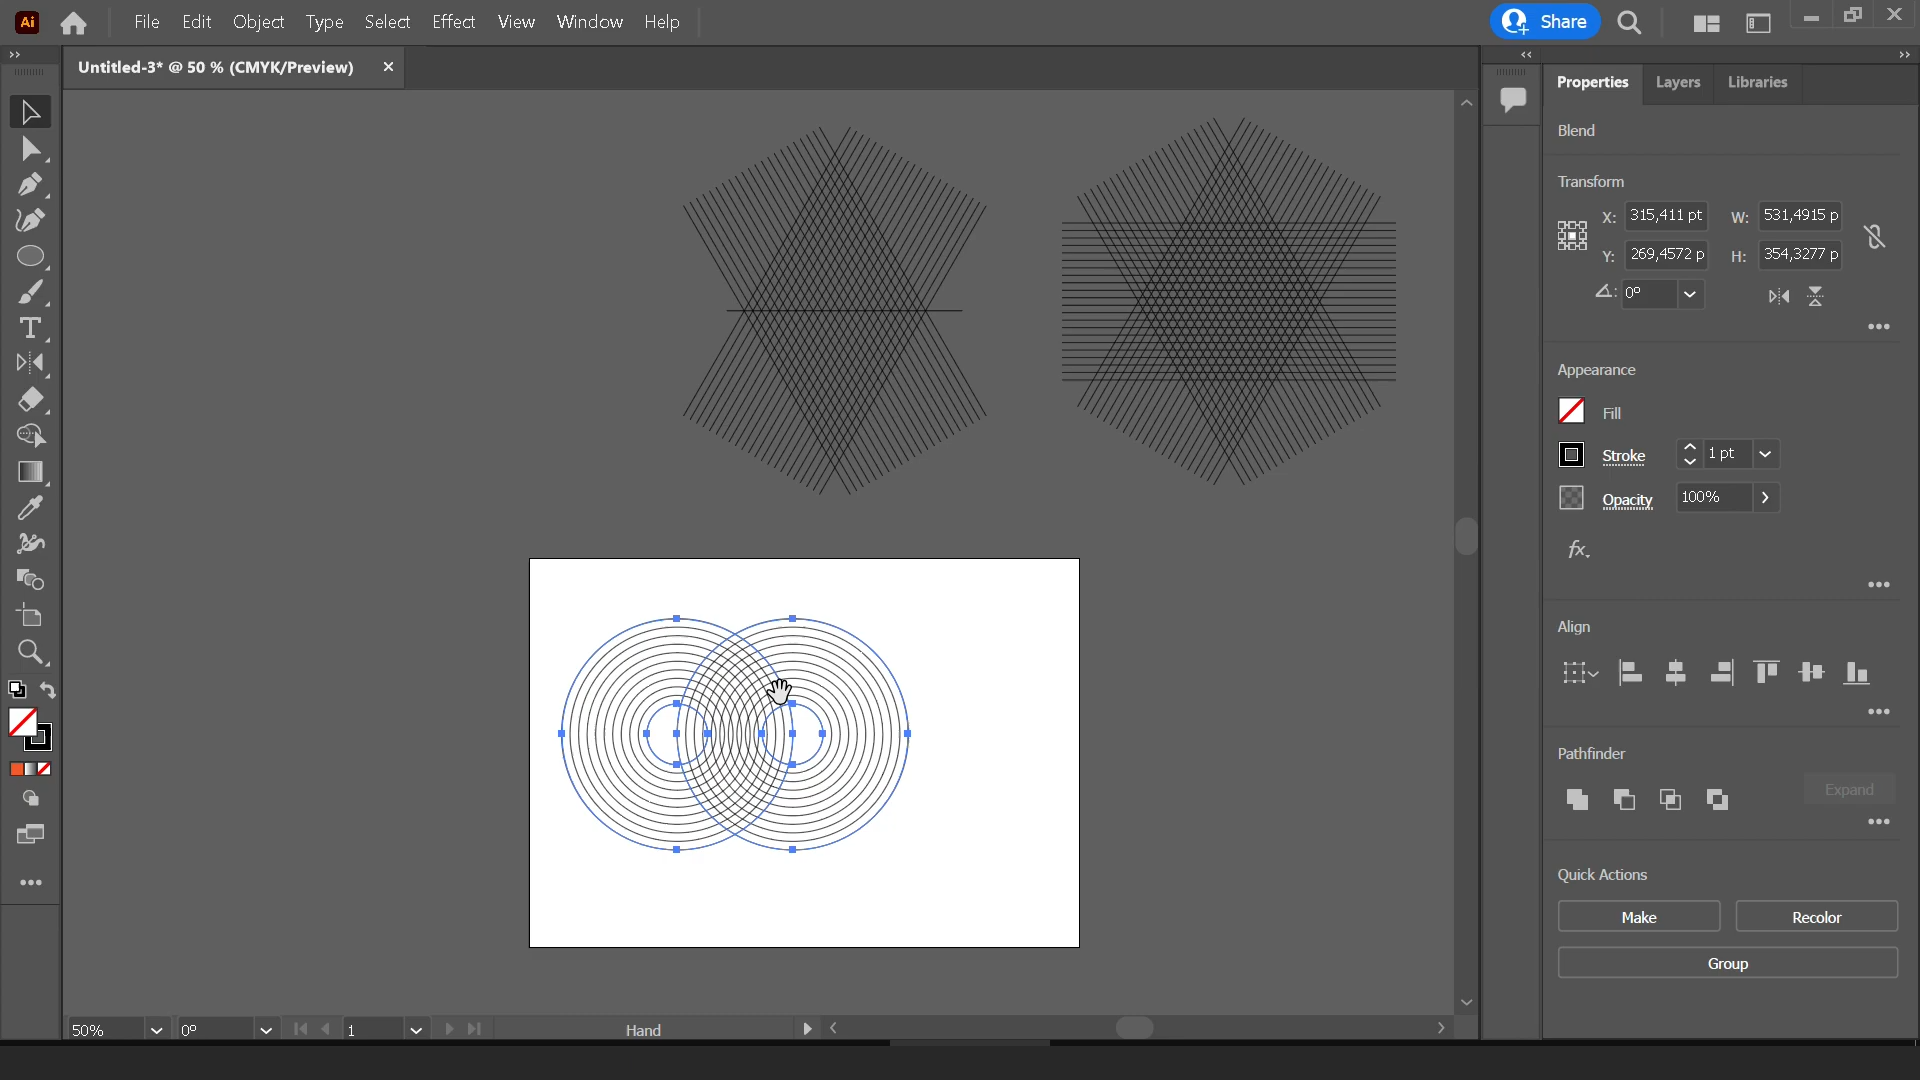 Ai File Edit Object Type Select Effect View Window Help Share
Untitled-3* @ 50 % (CMYK/Preview)
Properties Layers Libraries
Blend
Transform
X: 315,411 pt W: 531,4915 p
Y: 269,4572 p H: 354,3277 p
0°
Appearance
Fill
Stroke 1 pt
Opacity 100%
fx.
Align
Pathfinder
Expand
Quick Actions
Make Recolor
Group
50% 0° 1 Hand